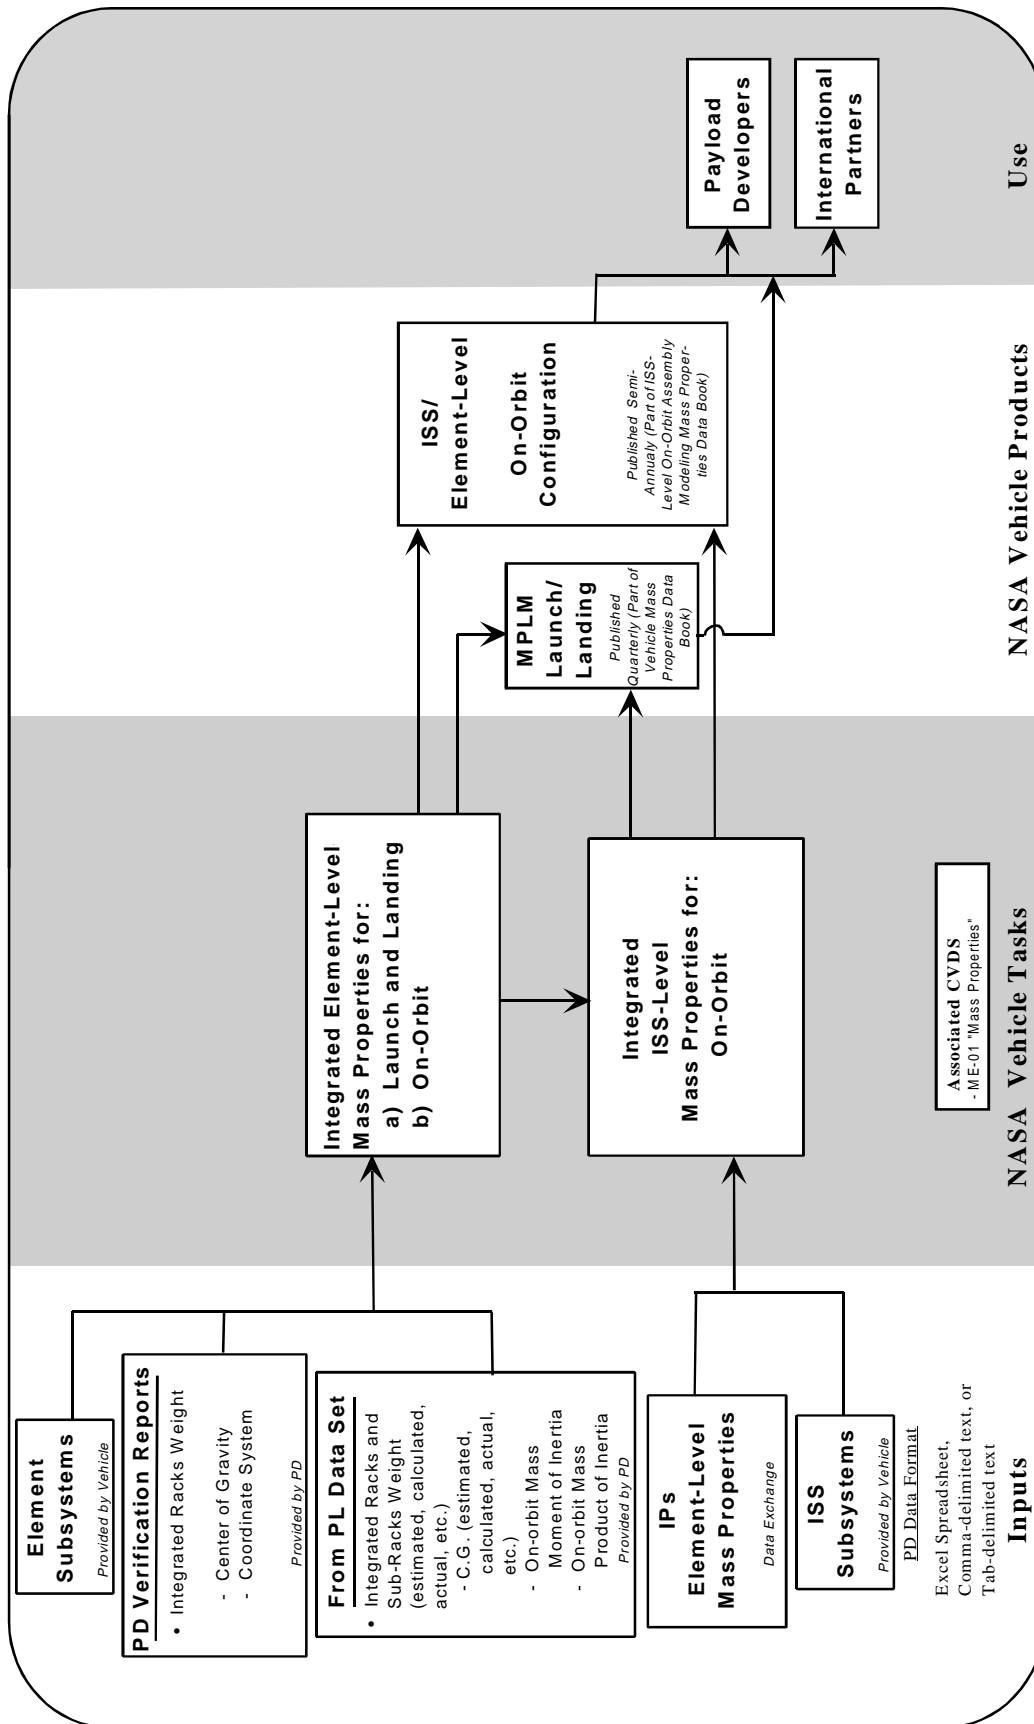 Element
Subsystems
Provided by Vehicle
PD Verification Reports
• Integrated Racks Weight
- Center of Gravity
- Coordinate System
Provided by PD
From PL Data Set
• Integrated Racks and
Sub-Racks Weight
(estimated, calculated,
actual, etc.)
- C.G. (estimated,
calculated, actual,
etc.)
- On-orbit Mass
Moment of Inertia
- On-orbit Mass
Product of Inertia
Provided by PD
IPs
Element-Level
Mass Properties
Data Exchange
ISS
Subsystems
Provided by Vehicle
PD Data Format
Excel Spreadsheet,
Comma-delimited text, or
Tab-delimited text
Inputs
Integrated Element-Level
Mass Properties for:
a) Launch and Landing
b) On-Orbit
Integrated
ISS-Level
Mass Properties for:
On-Orbit
Associated CVDS
- ME-01 "Mass Properties"
NASA Vehicle Tasks
ISS/
Element-Level
On-Orbit
Configuration
Published Semi-
Annualy (Part of ISS-
Level On-Orbit Assembly
Modeling Mass Proper-
ties Data Book)
MPLM
Launch/
Landing
Published
Quarterly (Part of
Vehicle Mass
Properties Data
Book)
NASA Vehicle Products
Payload
Developers
International
Partners
Use